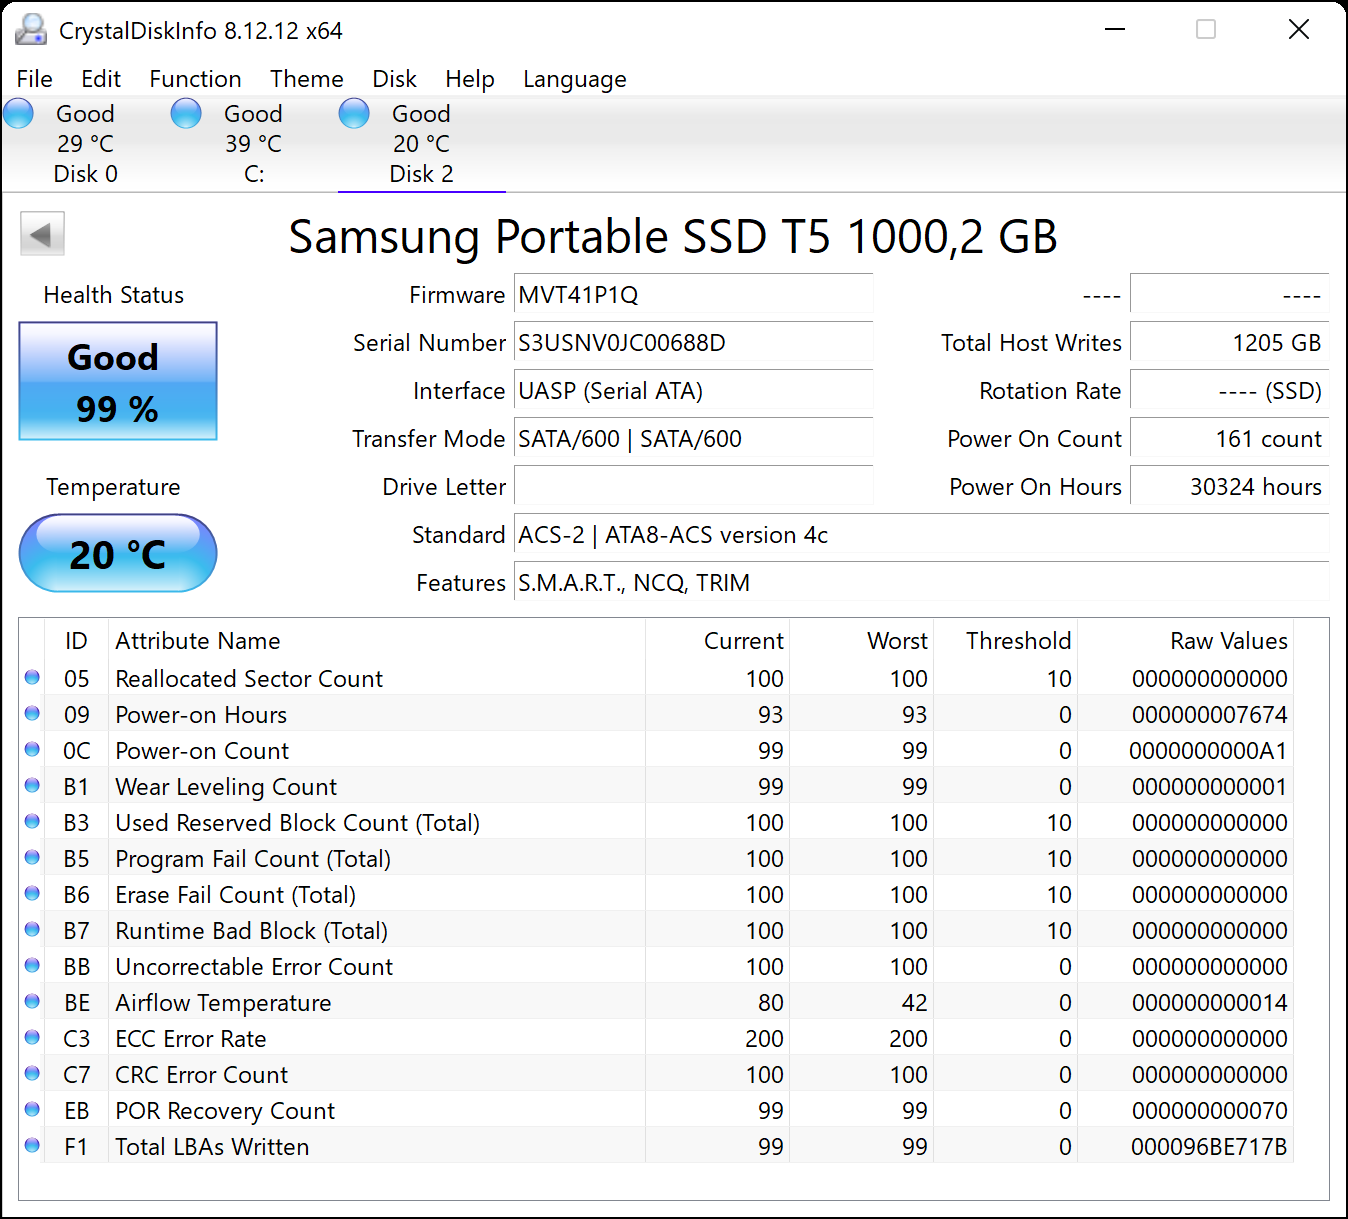 CrystalDiskInfo 8.12.12 x64
File Edit Function Theme Disk Help Language
Good Good Good
29 °C 39 °C 20 °C
Disk 0 C: Disk 2
Samsung Portable SSD T5 1000,2 GB
Health Status
Good
99 %
Temperature
20 °C
Firmware MVT41P1Q ---- ----
Serial Number S3USNV0JC00688D Total Host Writes 1205 GB
Interface UASP (Serial ATA) Rotation Rate ---- (SSD)
Transfer Mode SATA/600 | SATA/600 Power On Count 161 count
Drive Letter Power On Hours 30324 hours
Standard ACS-2 | ATA8-ACS version 4c
Features S.M.A.R.T., NCQ, TRIM
ID Attribute Name Current Worst Threshold Raw Values
05 Reallocated Sector Count 100 100 10 000000000000
09 Power-on Hours 93 93 0 000000007674
0C Power-on Count 99 99 0 0000000000A1
B1 Wear Leveling Count 99 99 0 000000000001
B3 Used Reserved Block Count (Total) 100 100 10 000000000000
B5 Program Fail Count (Total) 100 100 10 000000000000
B6 Erase Fail Count (Total) 100 100 10 000000000000
B7 Runtime Bad Block (Total) 100 100 10 000000000000
BB Uncorrectable Error Count 100 100 0 000000000000
BE Airflow Temperature 80 42 0 000000000014
C3 ECC Error Rate 200 200 0 000000000000
C7 CRC Error Count 100 100 0 000000000000
EB POR Recovery Count 99 99 0 000000000070
F1 Total LBAs Written 99 99 0 000096BE717B